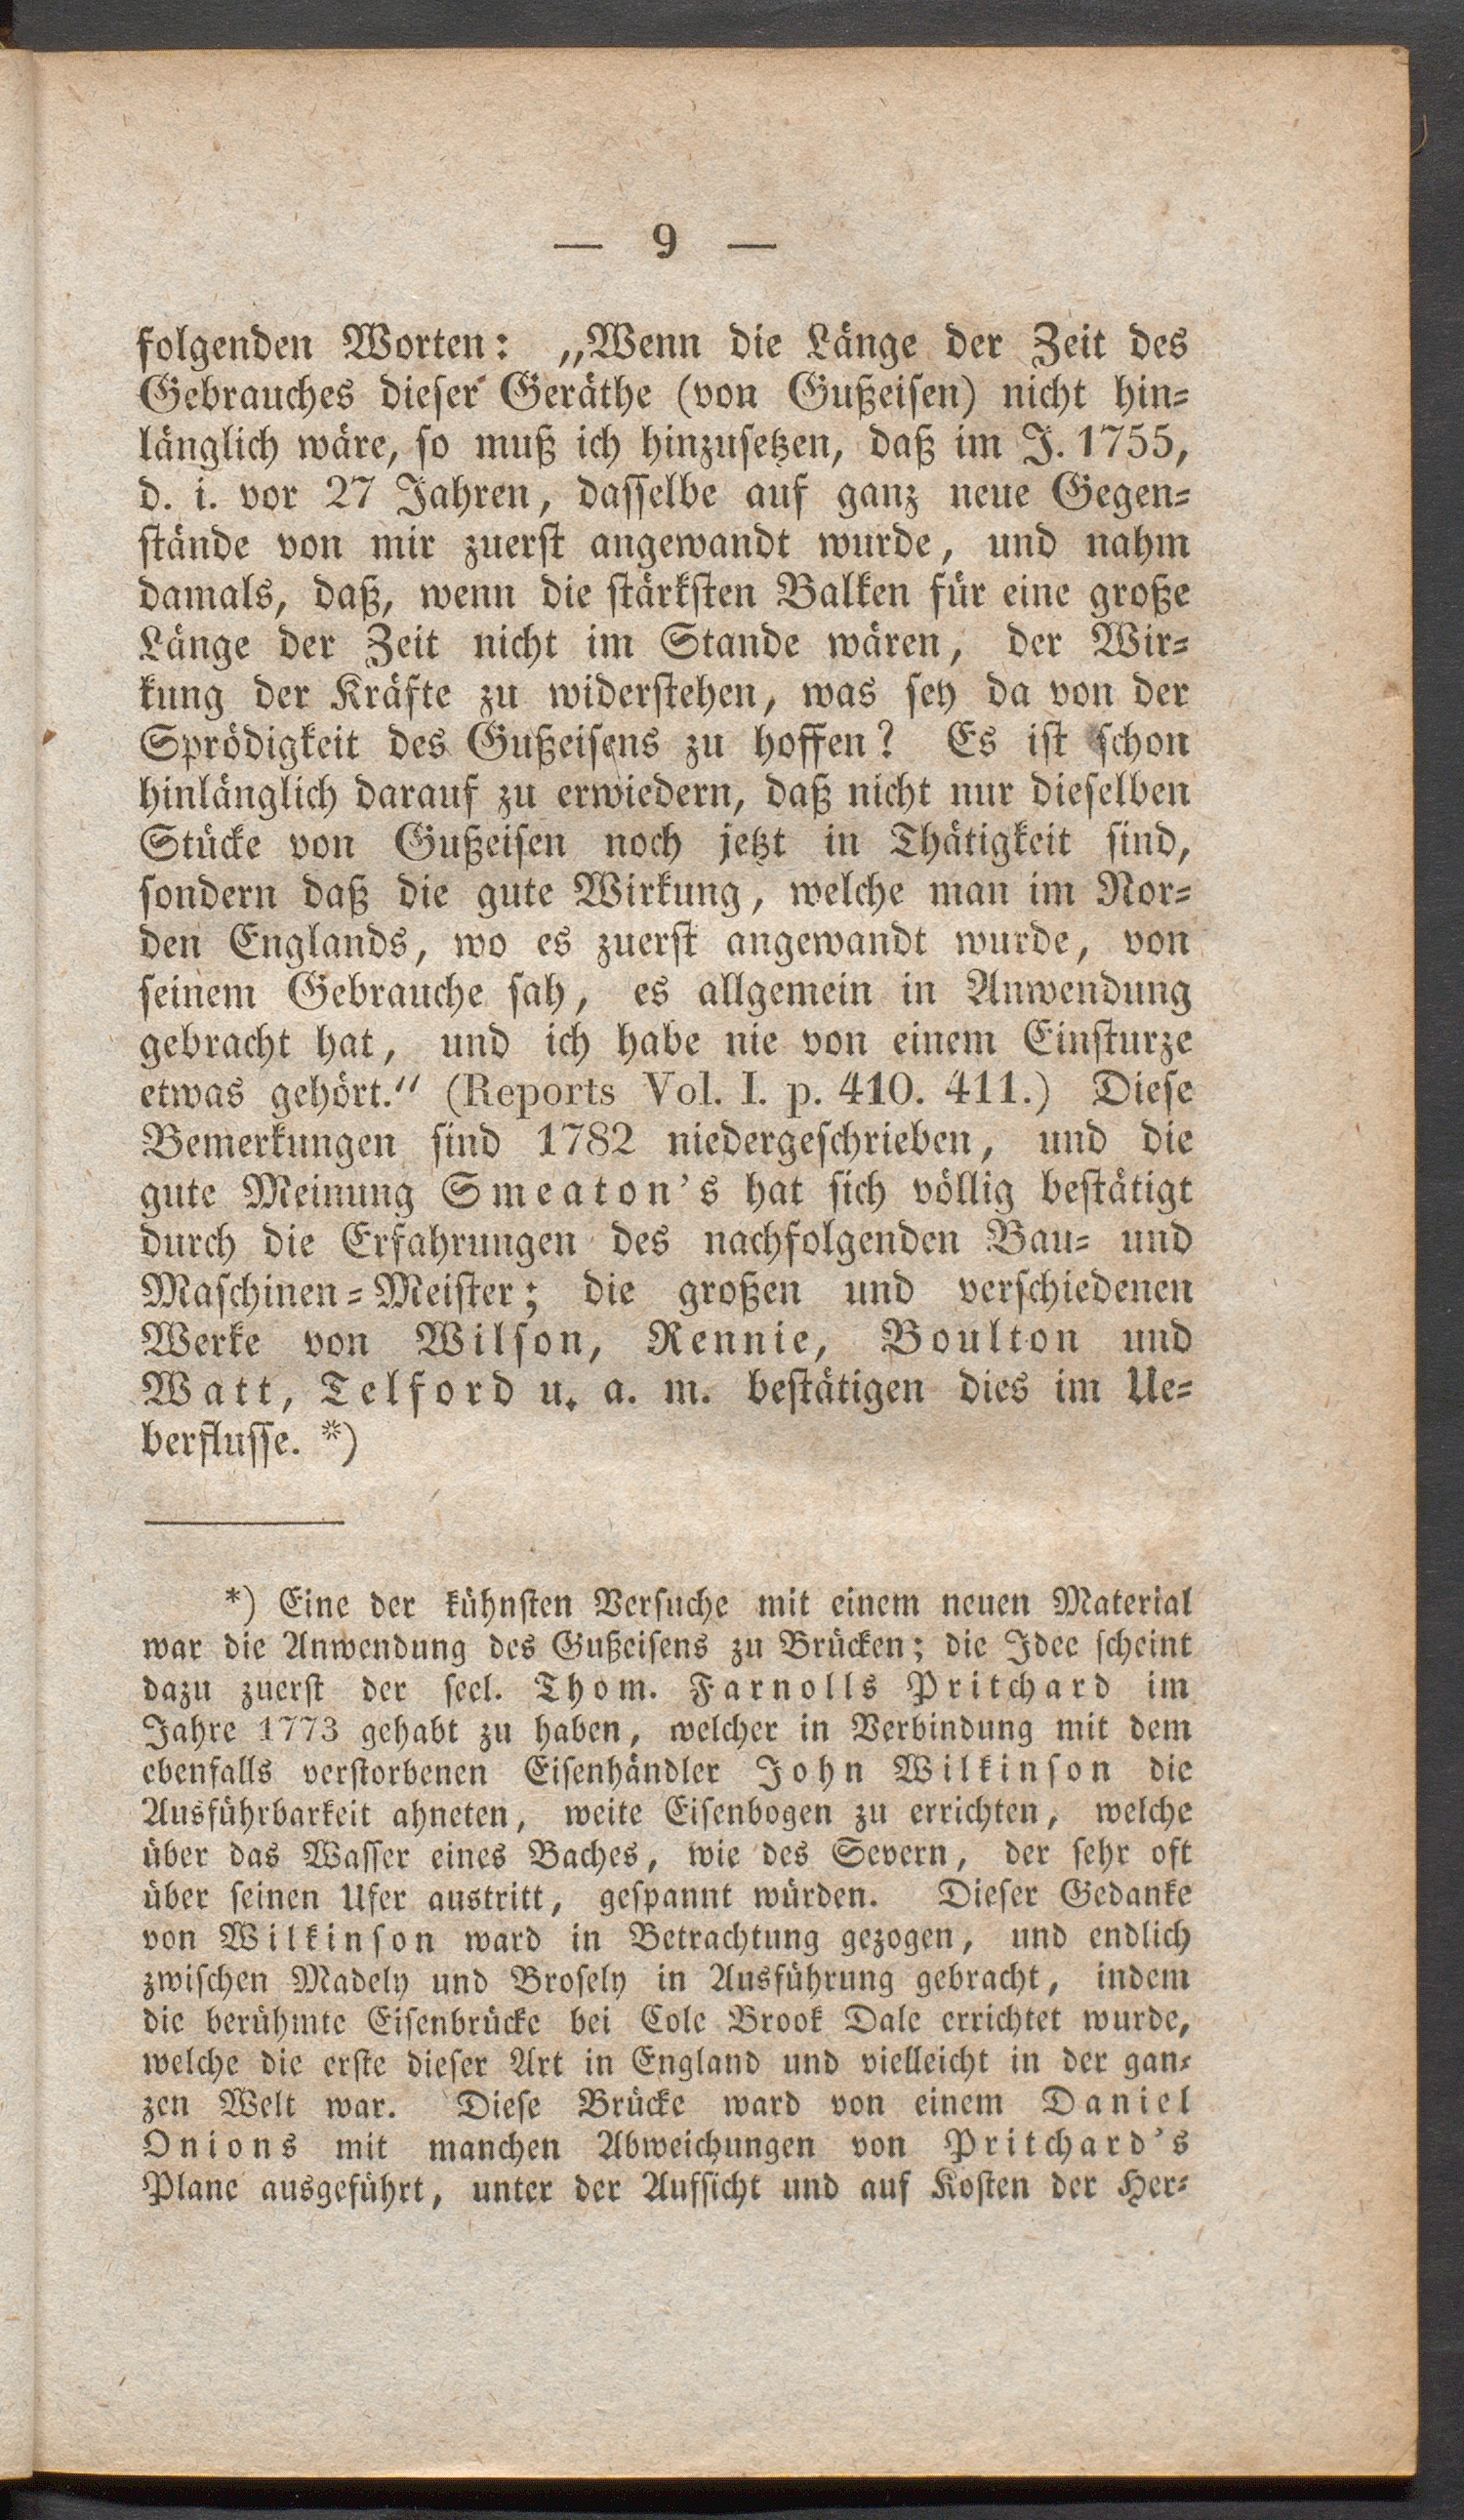 — 9 —
folgenden Worten: „Wenn die Länge der Zeit des
Gebrauches dieser Geräthe (von Gußeisen) nicht hin=
länglich wäre, so muß ich hinzusetzen, daß im J. 1755,
d. i. vor 27 Jahren, dasselbe auf ganz neue Gegen=
stände von mir zuerst angewandt wurde, und nahm
damals, daß, wenn die stärksten Balken für eine große
Länge der Zeit nicht im Stande wären, der Wir=
kung der Kräfte zu widerstehen, was sey da von der
Sprödigkeit des Gußeisens zu hoffen? Es ist schon
hinlänglich darauf zu erwiedern, daß nicht nur dieselben
Stücke von Gußeisen noch jetzt in Thätigkeit sind,
sondern daß die gute Wirkung, welche man im Nor=
den Englands, wo es zuerst angewandt wurde, von
seinem Gebrauche sah, es allgemein in Anwendung
gebracht hat, und ich habe nie von einem Einsturze
etwas gehört.“ (Reports Vol. I. p. 410. 411.) Diese
Bemerkungen sind 1782 niedergeschrieben, und die
gute Meinung Smeaton's hat sich völlig bestätigt
durch die Erfahrungen des nachfolgenden Bau= und
Maschinen=Meister; die großen und verschiedenen
Werke von Wilson, Rennie, Boulton und
Watt, Telford u. a. m. bestätigen dies im Ue=
berflusse. *)
*) Eine der kühnsten Versuche mit einem neuen Material
war die Anwendung des Gußeisens zu Brücken; die Idee scheint
dazu zuerst der seel. Thom. Farnolls Pritchard im
Jahre 1773 gehabt zu haben, welcher in Verbindung mit dem
ebenfalls verstorbenen Eisenhändler John Wilkinson die
Ausführbarkeit ahneten, weite Eisenbogen zu errichten, welche
über das Wasser eines Baches, wie des Severn, der sehr oft
über seinen Ufer austritt, gespannt würden. Dieser Gedanke
von Wilkinson ward in Betrachtung gezogen, und endlich
zwischen Madely und Brosely in Ausführung gebracht, indem
die berühmte Eisenbrücke bei Cole Brook Dale errichtet wurde,
welche die erste dieser Art in England und vielleicht in der gan=
zen Welt war. Diese Brücke ward von einem Daniel
Onions mit manchen Abweichungen von Pritchard's
Plane ausgeführt, unter der Aufsicht und auf Kosten der Her=